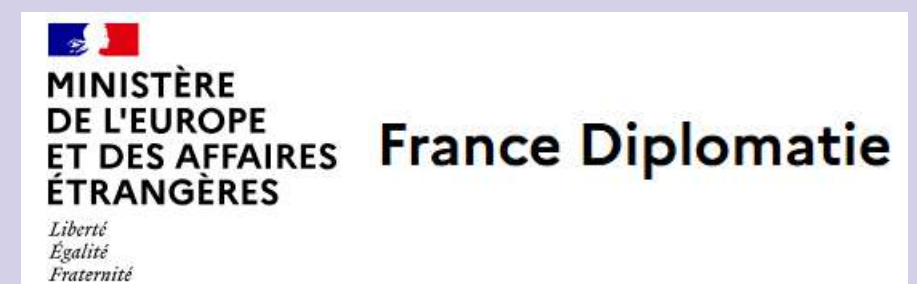 MINISTÈRE
DE L'EUROPE
ET DES AFFAIRES
ÉTRANGÈRES
Liberté
Égalité
Fraternité
France Diplomatie